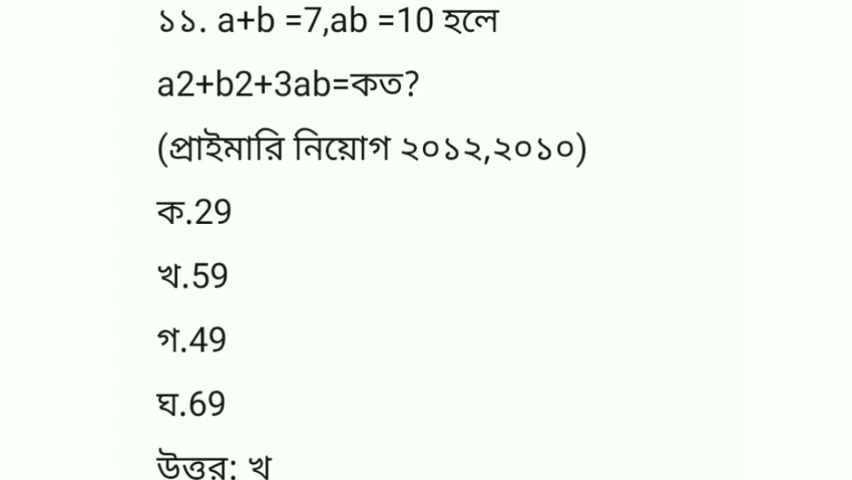 ১১. a+b =7,ab =10 হলে
a2+b2+3ab=কত?
(প্রাইমারি নিয়োগ ২০১২,২০১০)
ক.29
খ.59
গ.49
ঘ.69
উত্তর: খ